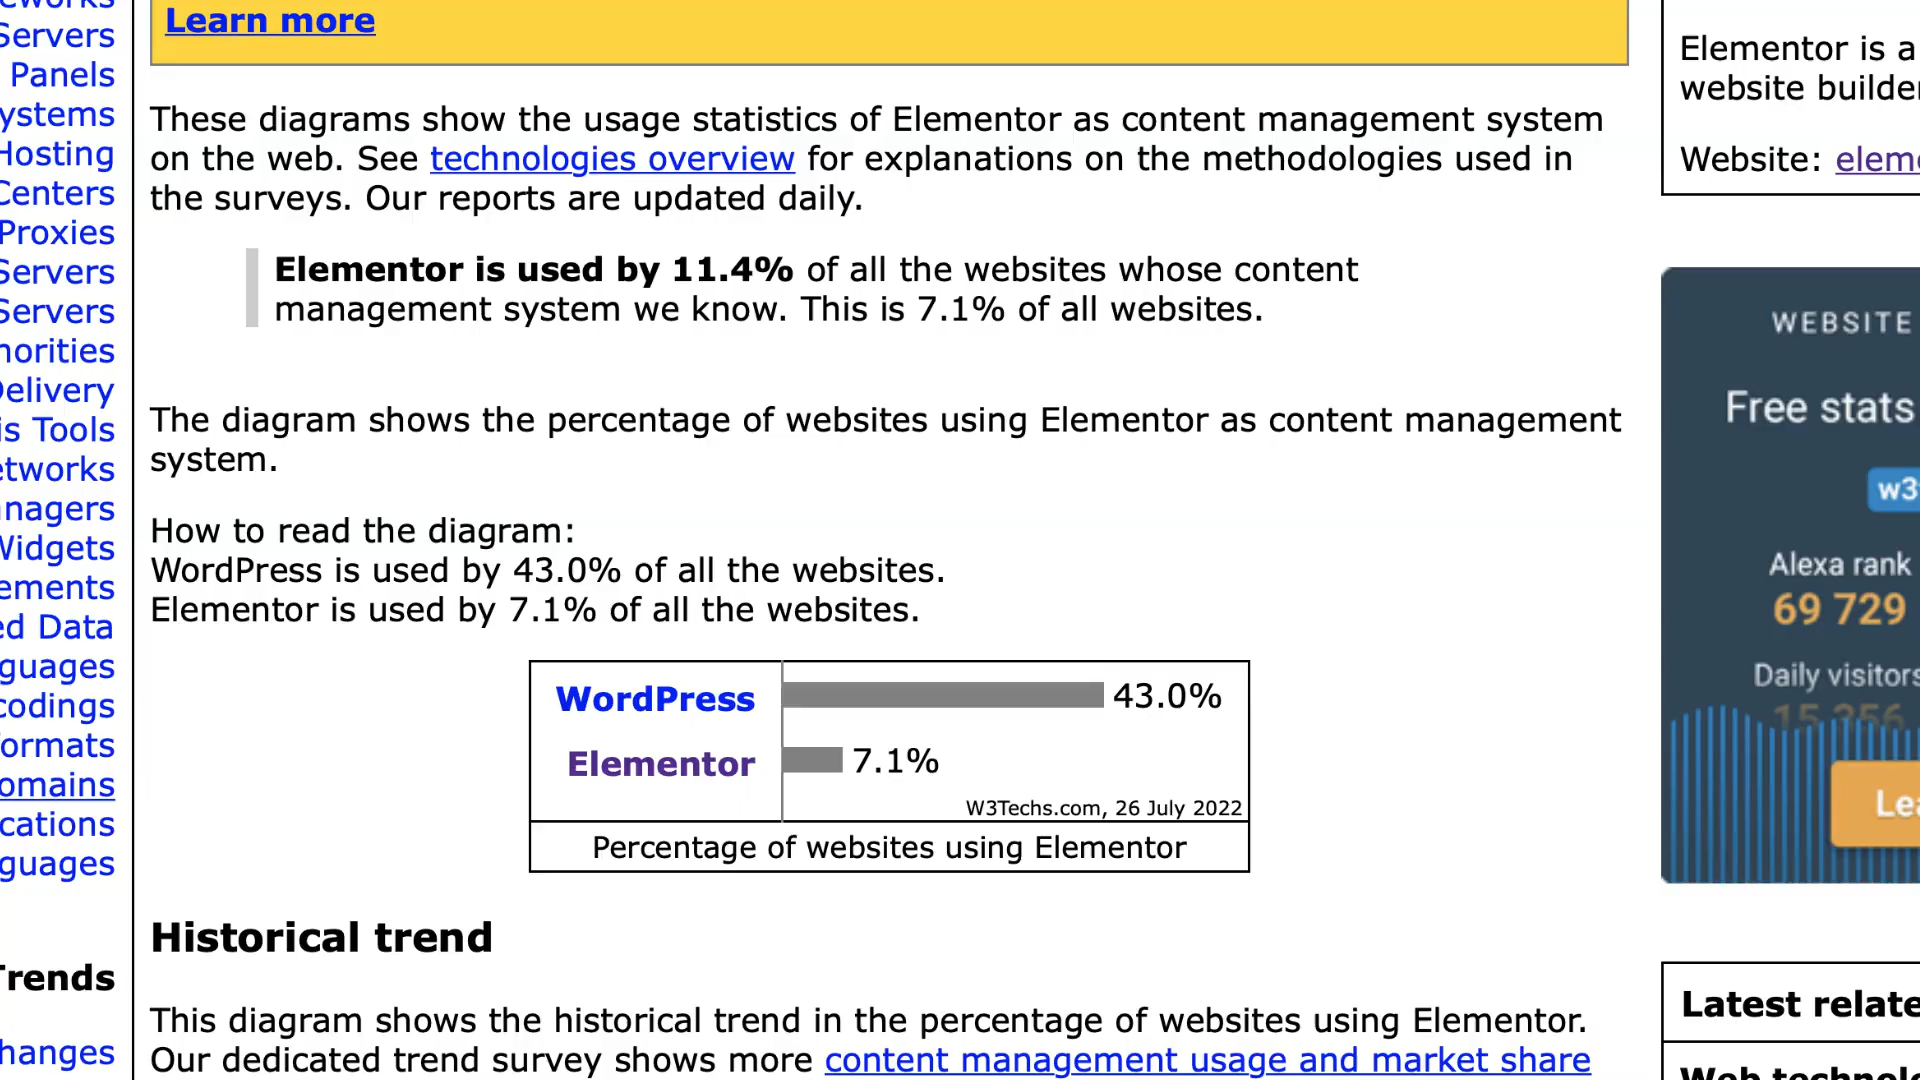 Learn more
These diagrams show the usage statistics of Elementor as content management system
on the web. See technologies overview for explanations on the methodologies used in
the surveys. Our reports are updated daily.
Elementor is used by 11.4% of all the websites whose content
management system we know. This is 7.1% of all websites.
The diagram shows the percentage of websites using Elementor as content management
system.
How to read the diagram:
WordPress is used by 43.0% of all the websites.
Elementor is used by 7.1% of all the websites.
WordPress 43.0%
Elementor 7.1%
W3Techs.com, 26 July 2022
Percentage of websites using Elementor
Historical trend
This diagram shows the historical trend in the percentage of websites using Elementor.
Our dedicated trend survey shows more content management usage and market share
Servers
Panels
ystems
Hosting
Centers
Proxies
Servers
Servers
horities
Delivery
is Tools
etworks
anagers
Widgets
ements
ed Data
guages
codings
ormats
omains
cations
guages
Trends
hanges
Elementor is a
website builder
Website: eleme
WEBSITE
Free stats
w3
Alexa rank
69 729
Daily visitors
15 356
Lea
Latest relate
Web technolo